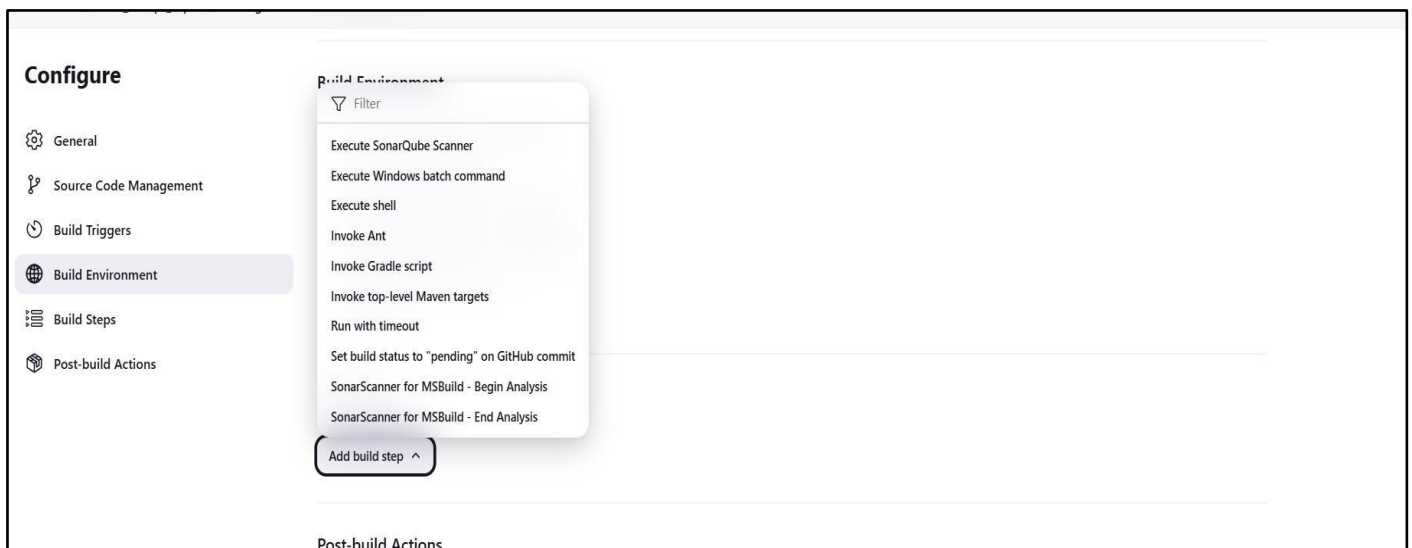 Configure
General
Source Code Management
Build Triggers
Build Environment
Build Steps
Post-build Actions
Build Environment
Filter
Execute SonarQube Scanner
Execute Windows batch command
Execute shell
Invoke Ant
Invoke Gradle script
Invoke top-level Maven targets
Run with timeout
Set build status to "pending" on GitHub commit
SonarScanner for MSBuild - Begin Analysis
SonarScanner for MSBuild - End Analysis
Add build step
Post-build Actions